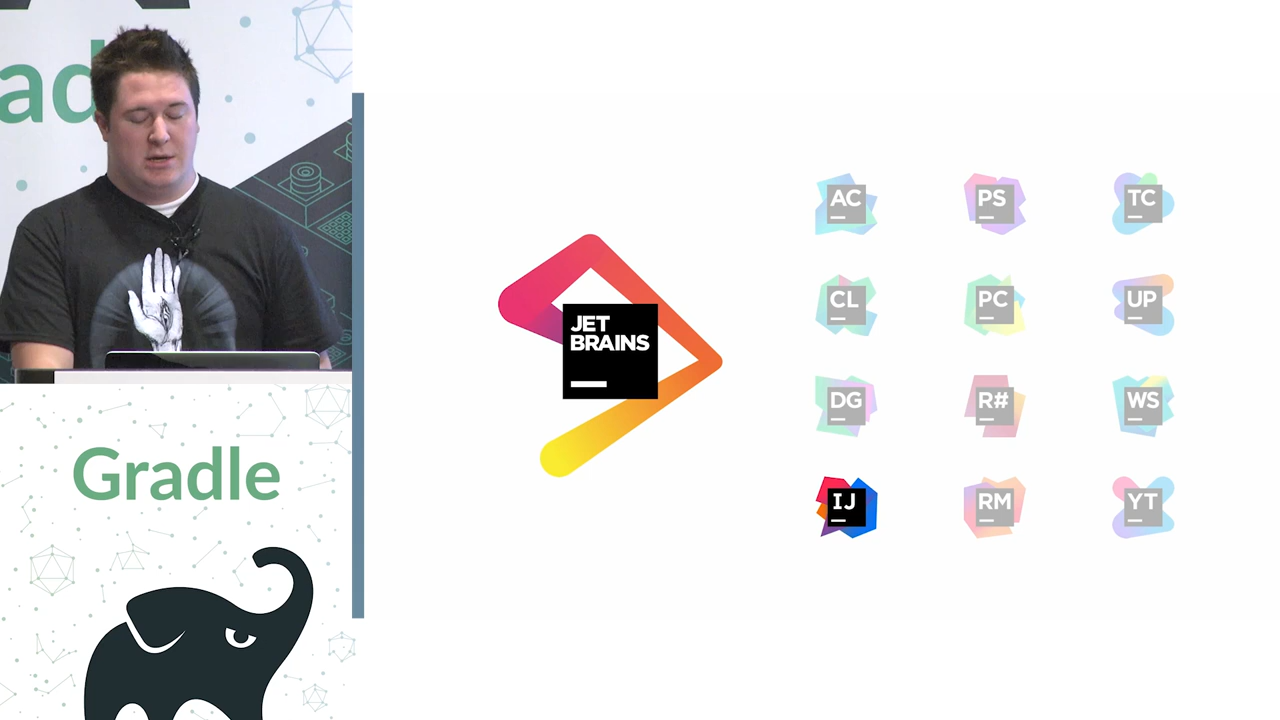 ad
Gradle
JET
BRAINS
AC
PS
TC
CL
PC
UP
DG
R#
WS
IJ
RM
YT